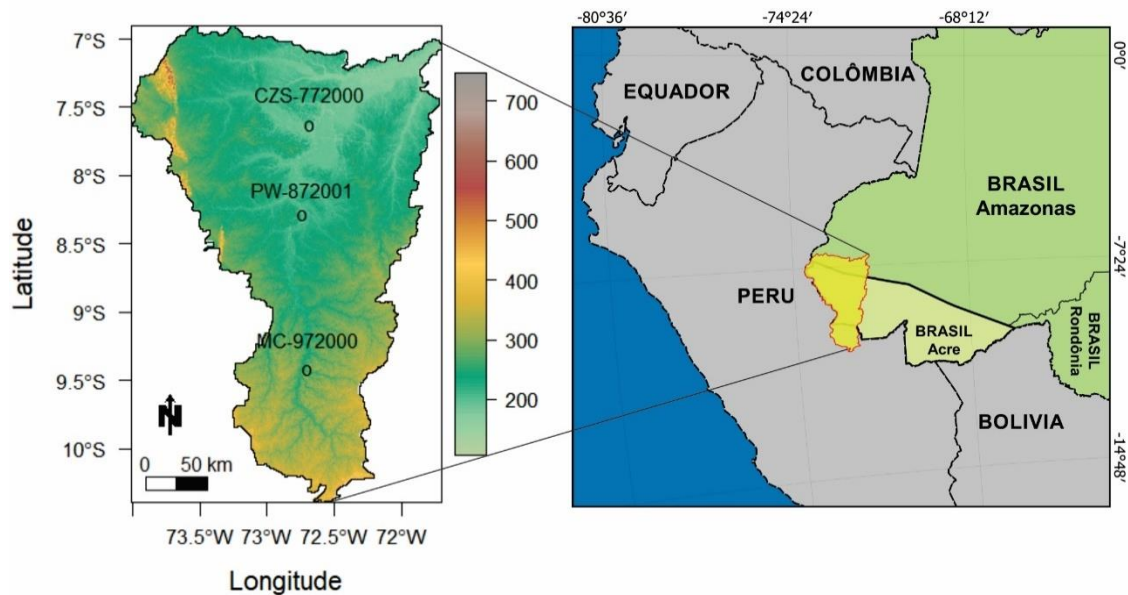 7°S
7.5°S
8°S
8.5°S
9°S
9.5°S
10°S
Latitude
CZS-772000
PW-872001
MC-972000
N
0 50 km
73.5°W 73°W 72.5°W 72°W
Longitude
700
600
500
400
300
200
-80°36' -74°24' -68°12'
0°0'
-7°24'
-14°48'
EQUADOR
COLÔMBIA
BRASIL
Amazonas
PERU
BRASIL
Acre
BRASIL
Rondônia
BOLIVIA